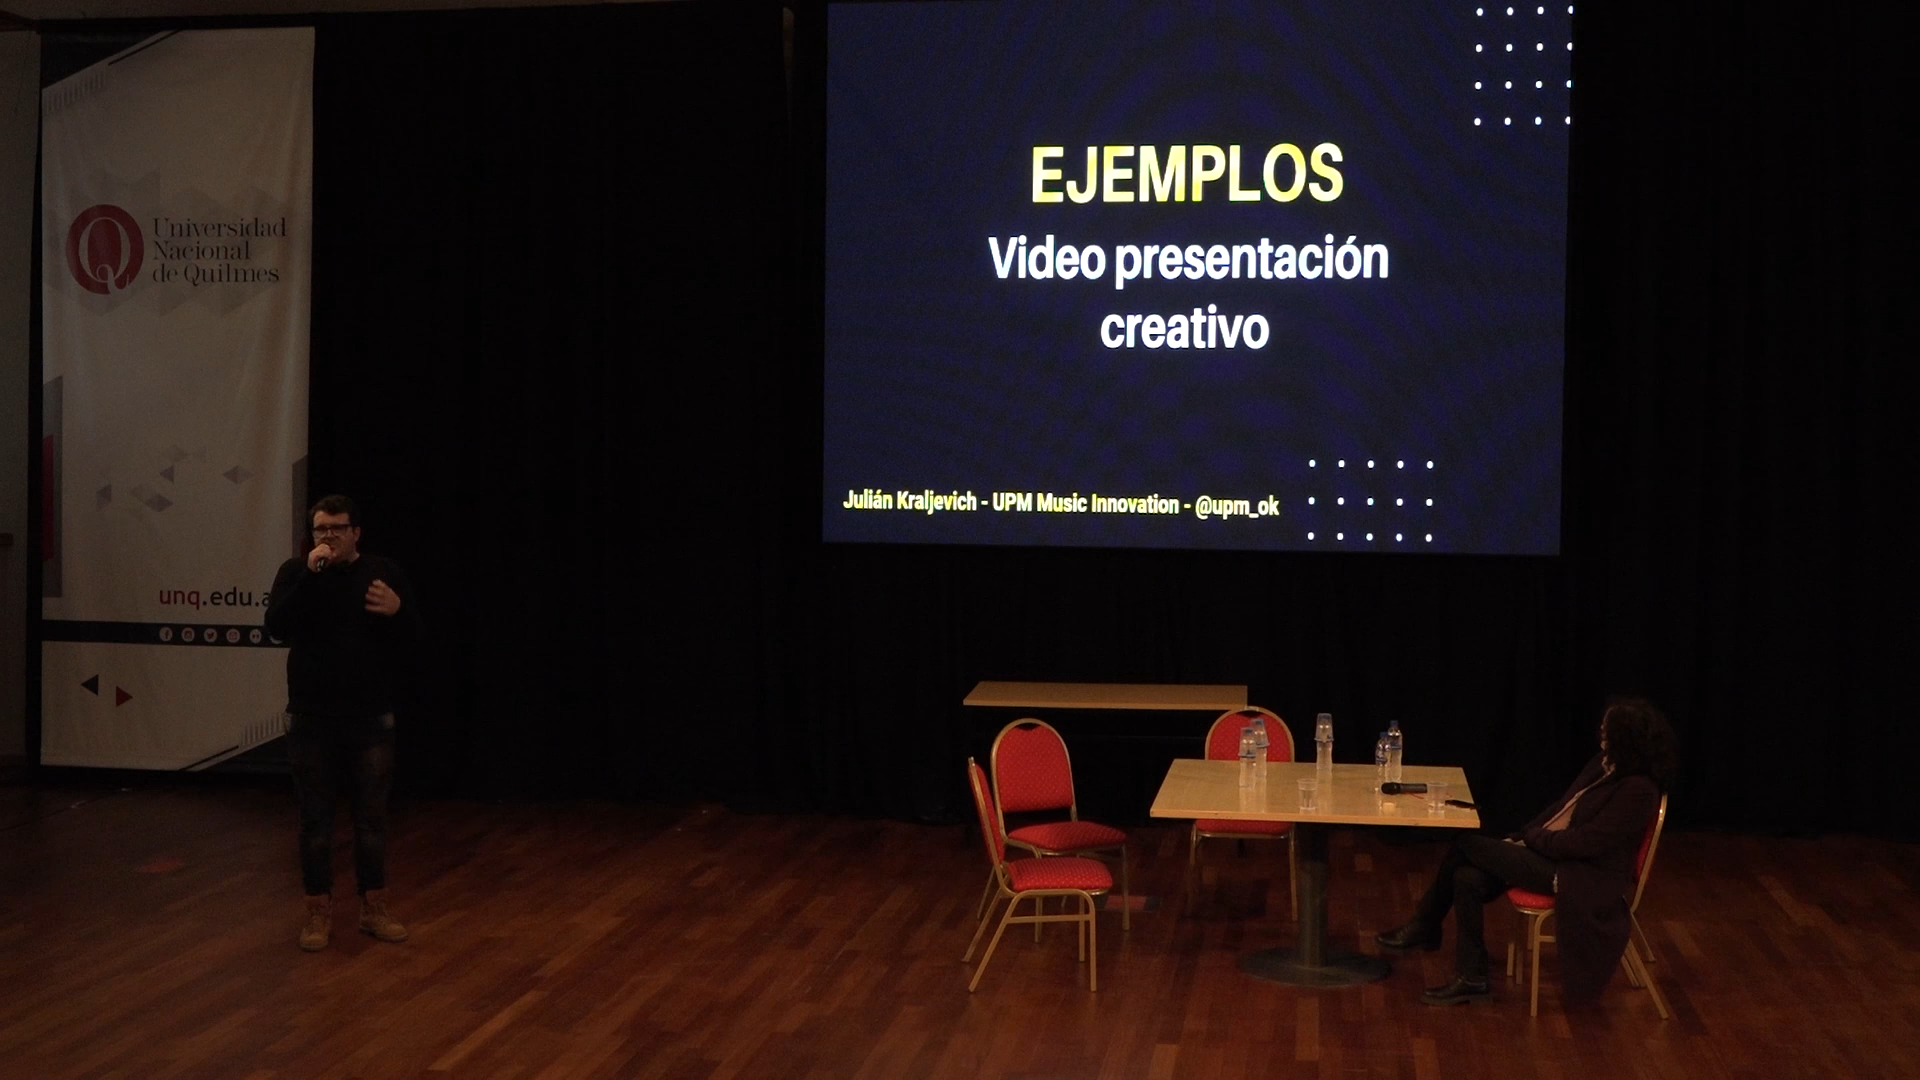 Universidad
Nacional
de Quilmes
unq.edu.a
EJEMPLOS
Video presentación
creativo
Julián Kraljevich - UPM Music Innovation - @upm_ok